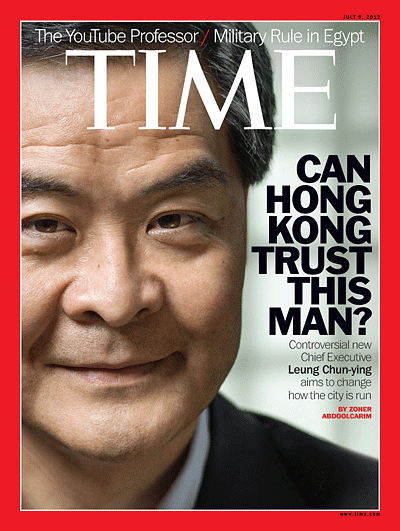 JULY 9, 2012
The YouTube Professor / Military Rule in Egypt
TIME
CAN
HONG
KONG
TRUST
THIS
MAN?
Controversial new
Chief Executive
Leung Chun-ying
aims to change
how the city is run
BY ZOHER
ABDOOLCARIM
www.time.com